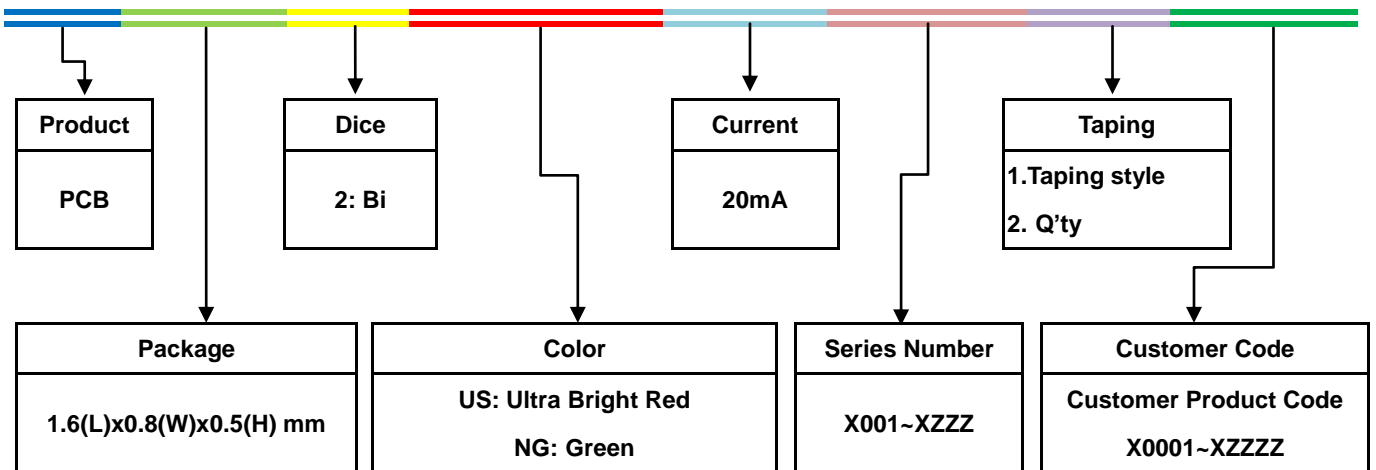 Product
PCB
Dice
2: Bi
Current
20mA
Taping
1.Taping style
2. Q’ty
Package
1.6(L)x0.8(W)x0.5(H) mm
Color
US: Ultra Bright Red
NG: Green
Series Number
X001~XZZZ
Customer Code
Customer Product Code
X0001~XZZZZ